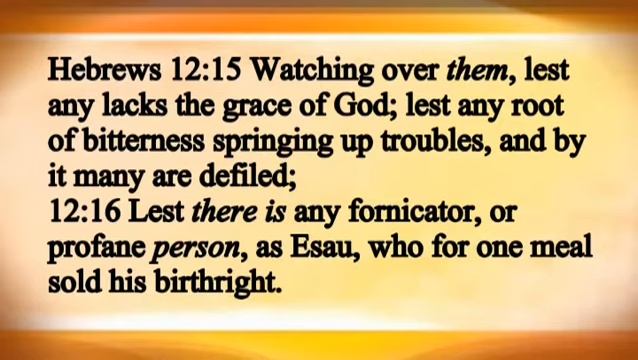 Hebrews 12:15 Watching over them, lest
any lacks the grace of God; lest any root
of bitterness springing up troubles, and by
it many are defiled;
12:16 Lest there is any fornicator, or
profane person, as Esau, who for one meal
sold his birthright.